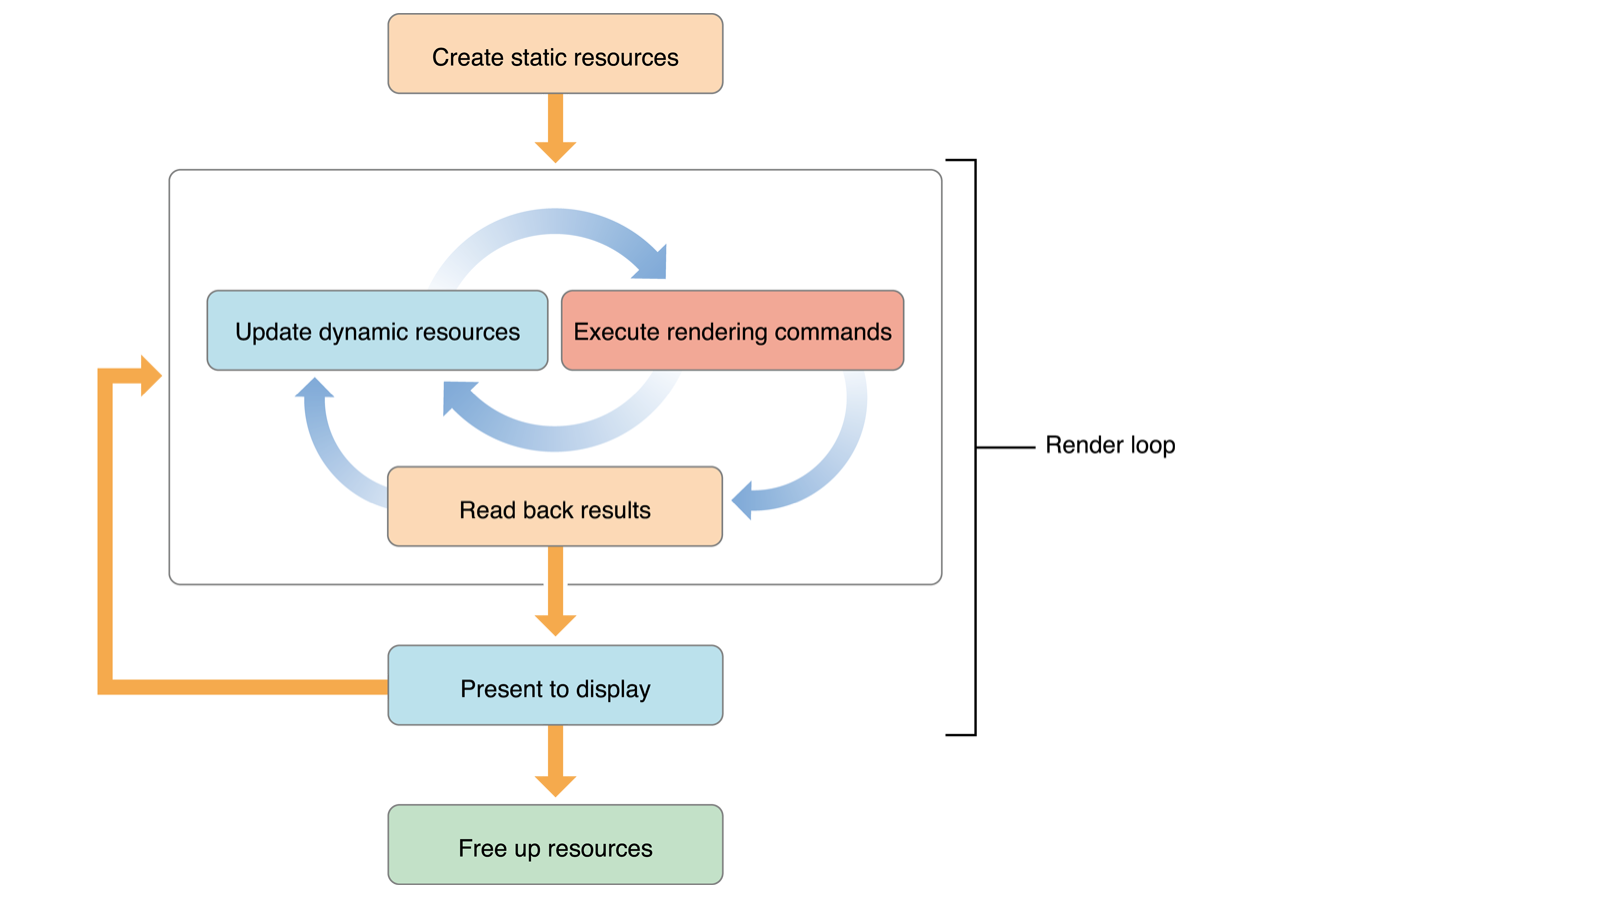 Create static resources
Update dynamic resources
Execute rendering commands
Render loop
Read back results
Present to display
Free up resources